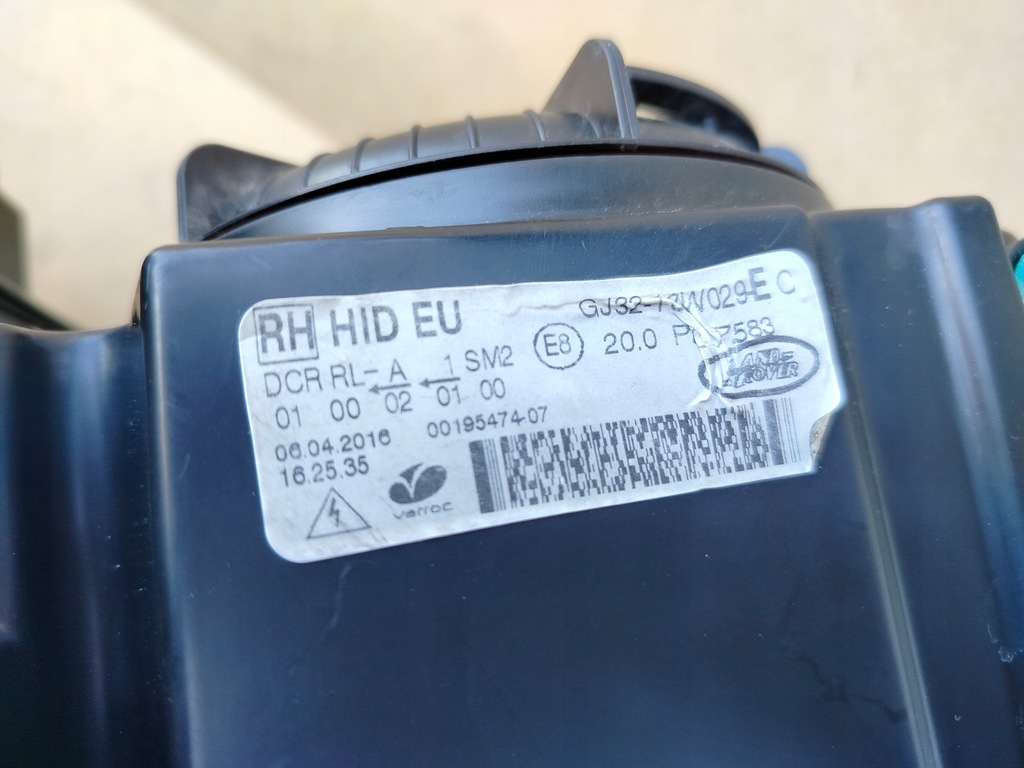 RH HID EU
GJ32-13W029-E C
DCR RL- A 1 SM2
E8 20.0
01 00 02 01 00
LAND-
ROVER
06.04.2016
16.25.35
00195474-07
varroc